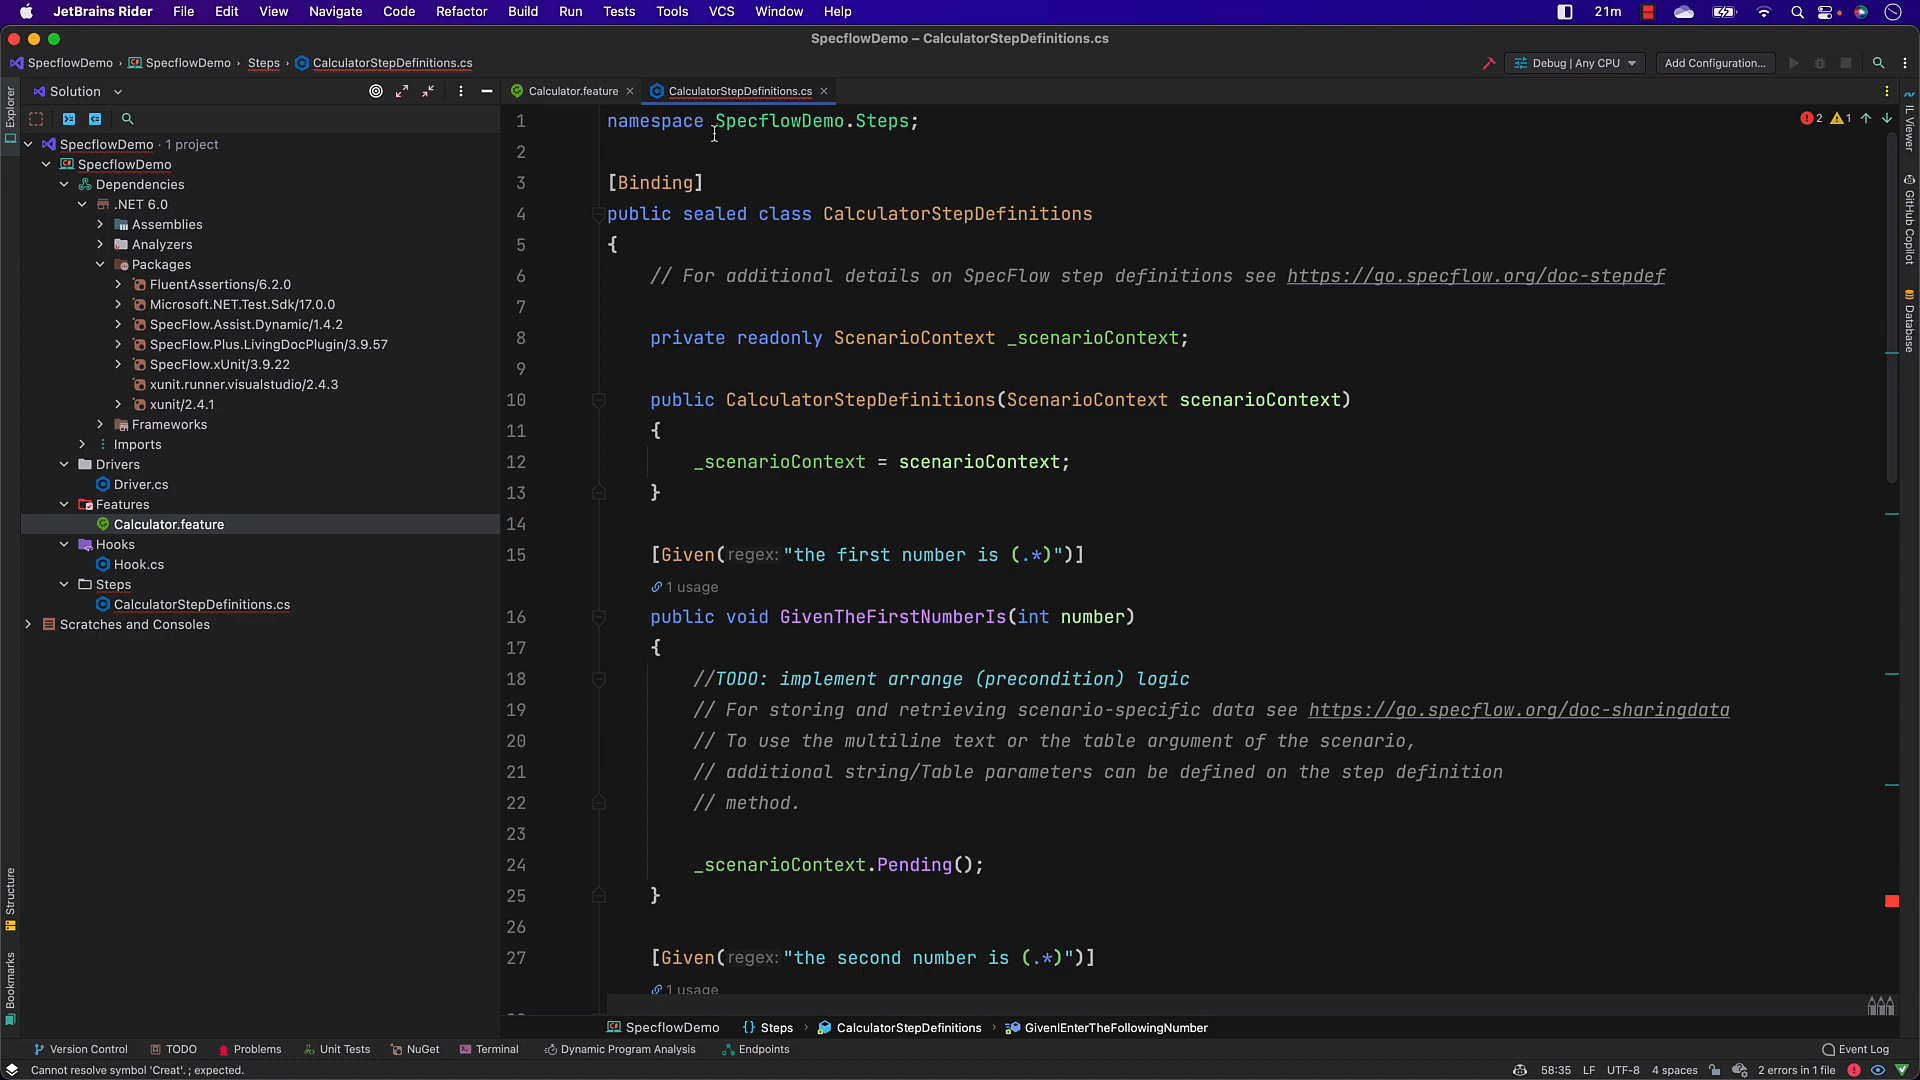 JetBrains Rider File Edit View Navigate Code Refactor Build Run Tests Tools VCS Window Help 21m
SpecflowDemo – CalculatorStepDefinitions.cs
SpecflowDemo › SpecflowDemo › Steps › CalculatorStepDefinitions.cs Debug | Any CPU Add Configuration...
Solution
Calculator.feature CalculatorStepDefinitions.cs
Explorer
SpecflowDemo · 1 project
SpecflowDemo
Dependencies
.NET 6.0
Assemblies
Analyzers
Packages
FluentAssertions/6.2.0
Microsoft.NET.Test.Sdk/17.0.0
SpecFlow.Assist.Dynamic/1.4.2
SpecFlow.Plus.LivingDocPlugin/3.9.57
SpecFlow.xUnit/3.9.22
xunit.runner.visualstudio/2.4.3
xunit/2.4.1
Frameworks
Imports
Drivers
Driver.cs
Features
Calculator.feature
Hooks
Hook.cs
Steps
CalculatorStepDefinitions.cs
Scratches and Consoles
Structure
Bookmarks
1 namespace SpecflowDemo.Steps;
2
3 [Binding]
4 public sealed class CalculatorStepDefinitions
5 {
6 // For additional details on SpecFlow step definitions see https://go.specflow.org/doc-stepdef
7
8 private readonly ScenarioContext _scenarioContext;
9
10 public CalculatorStepDefinitions(ScenarioContext scenarioContext)
11 {
12 _scenarioContext = scenarioContext;
13 }
14
15 [Given(regex:"the first number is (.*)")]
1 usage
16 public void GivenTheFirstNumberIs(int number)
17 {
18 //TODO: implement arrange (precondition) logic
19 // For storing and retrieving scenario-specific data see https://go.specflow.org/doc-sharingdata
20 // To use the multiline text or the table argument of the scenario,
21 // additional string/Table parameters can be defined on the step definition
22 // method.
23
24 _scenarioContext.Pending();
25 }
26
27 [Given(regex:"the second number is (.*)")]
1 usage
2 1
IL Viewer
GitHub Copilot
Database
SpecflowDemo {} Steps › CalculatorStepDefinitions › GivenIEnterTheFollowingNumber
Version Control TODO Problems Unit Tests NuGet Terminal Dynamic Program Analysis Endpoints Event Log
Cannot resolve symbol 'Creat'. ; expected. 58:35 LF UTF-8 4 spaces 2 errors in 1 file